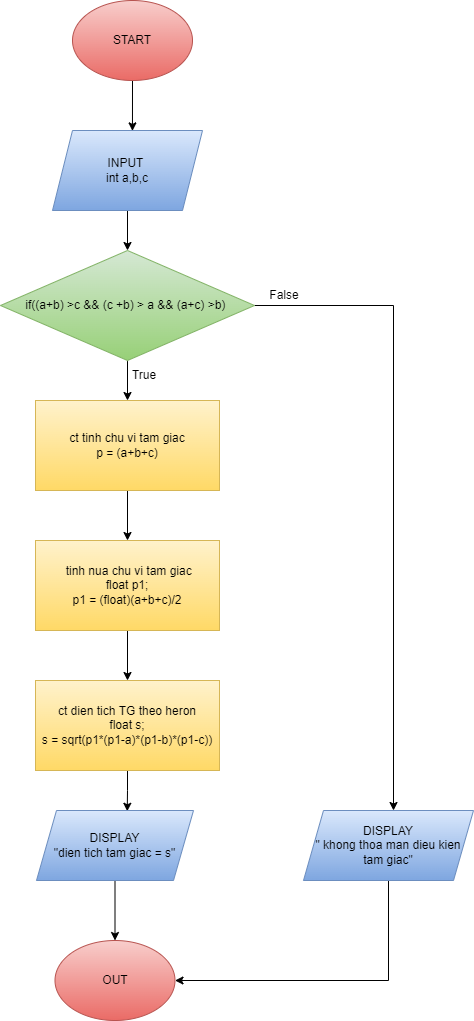 START
INPUT
int a,b,c
if((a+b) >c && (c +b) > a && (a+c) >b)
False
True
ct tinh chu vi tam giac
p = (a+b+c)
tinh nua chu vi tam giac
float p1;
p1 = (float)(a+b+c)/2
ct dien tich TG theo heron
float s;
s = sqrt(p1*(p1-a)*(p1-b)*(p1-c))
DISPLAY
"dien tich tam giac = s"
DISPLAY
" khong thoa man dieu kien
tam giac"
OUT